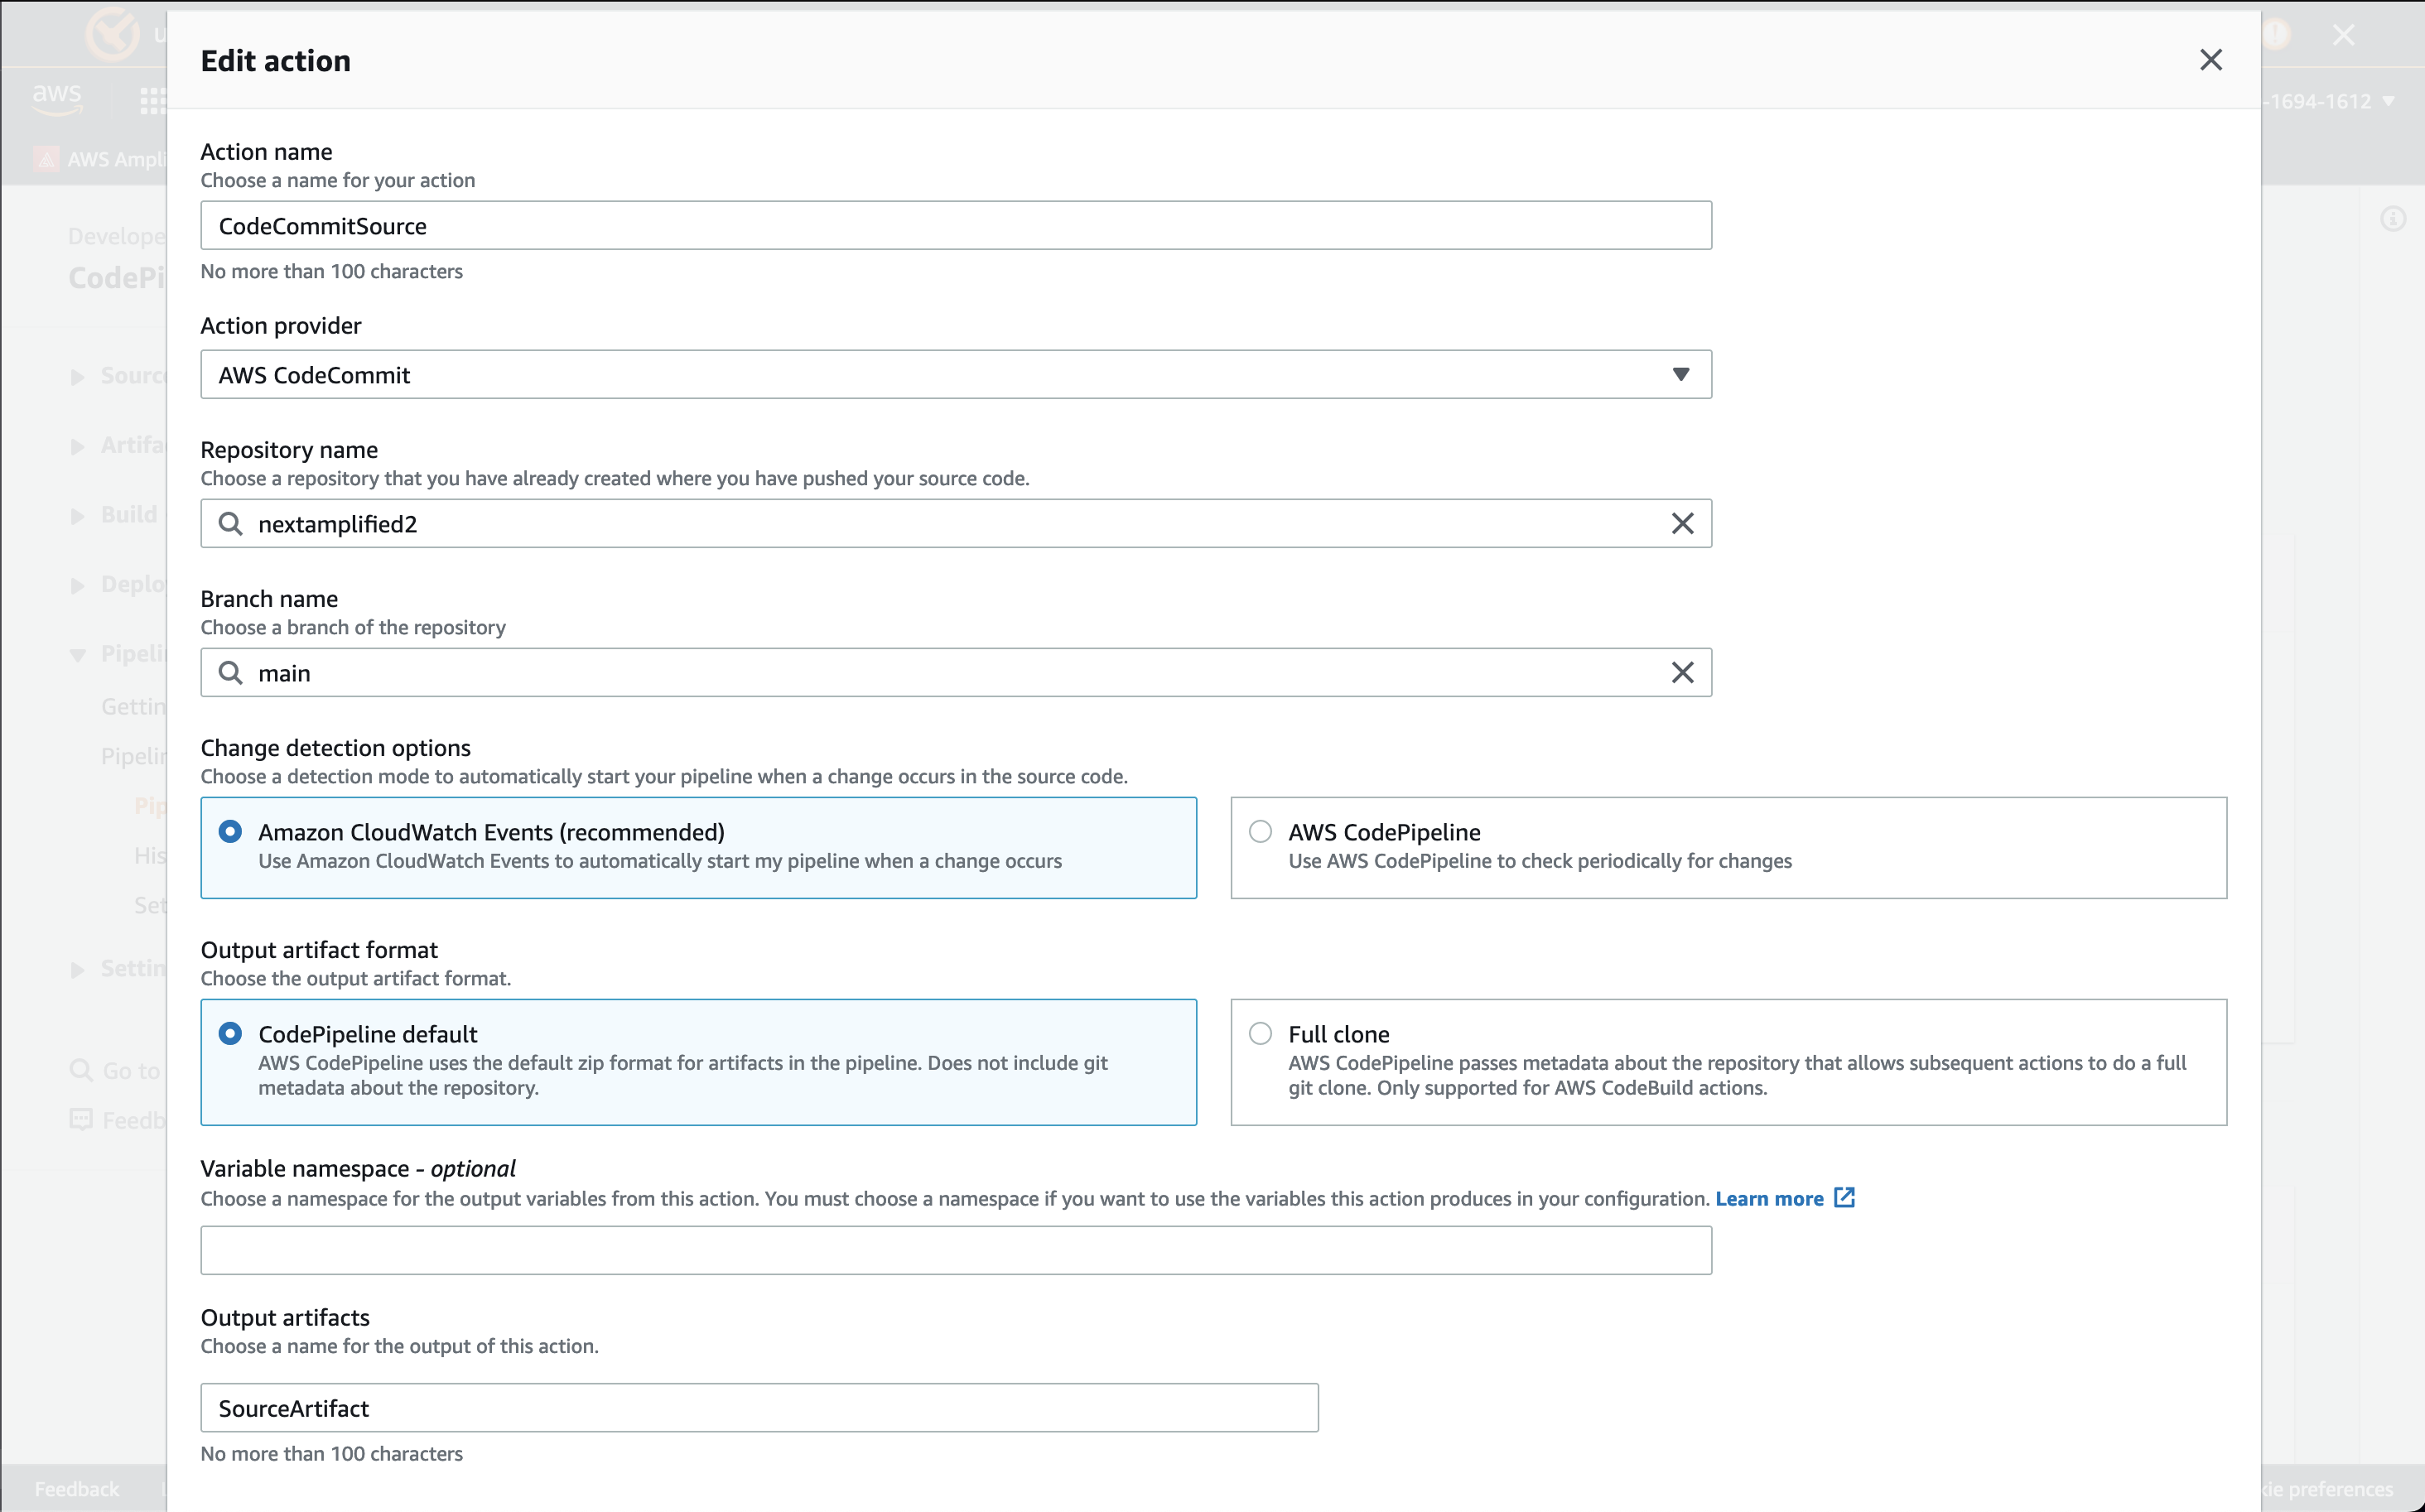 Edit action
aws
-1694-1612
AWS Ampli
Action name
Choose a name for your action
CodeCommitSource
No more than 100 characters
Action provider
AWS CodeCommit
Repository name
Choose a repository that you have already created where you have pushed your source code.
nextamplified2
Branch name
Choose a branch of the repository
main
Change detection options
Choose a detection mode to automatically start your pipeline when a change occurs in the source code.
Amazon CloudWatch Events (recommended)
Use Amazon CloudWatch Events to automatically start my pipeline when a change occurs
AWS CodePipeline
Use AWS CodePipeline to check periodically for changes
Output artifact format
Choose the output artifact format.
CodePipeline default
AWS CodePipeline uses the default zip format for artifacts in the pipeline. Does not include git
metadata about the repository.
Full clone
AWS CodePipeline passes metadata about the repository that allows subsequent actions to do a full
git clone. Only supported for AWS CodeBuild actions.
Variable namespace - optional
Choose a namespace for the output variables from this action. You must choose a namespace if you want to use the variables this action produces in your configuration. Learn more
Output artifacts
Choose a name for the output of this action.
SourceArtifact
No more than 100 characters
Develope
CodePi
Sourc
Artifa
Build
Deplo
Pipeli
Gettin
Pipelin
Pip
His
Set
Settin
Go to
Feedb
Feedback
kie preferences